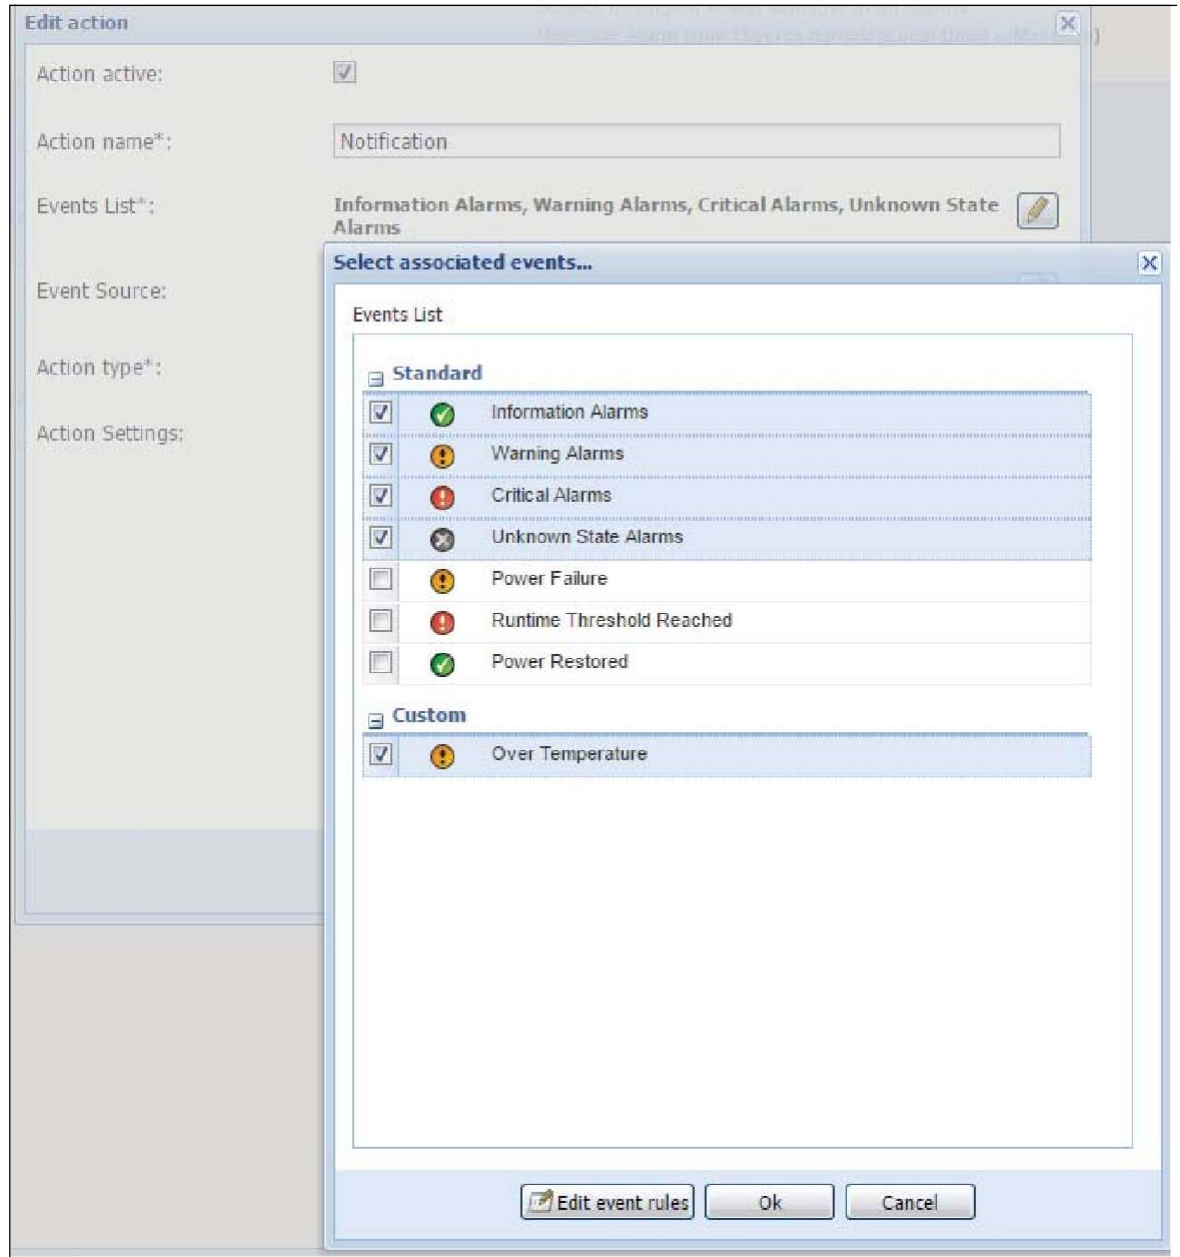 Edit action
Action active:
Action name*:
Notification
Events List*:
Information Alarms, Warning Alarms, Critical Alarms, Unknown State
Alarms
Event Source:
Action type*:
Action Settings:
Select associated events...
Events List
Standard
Information Alarms
Warning Alarms
Critical Alarms
Unknown State Alarms
Power Failure
Runtime Threshold Reached
Power Restored
Custom
Over Temperature
Edit event rules
Ok
Cancel